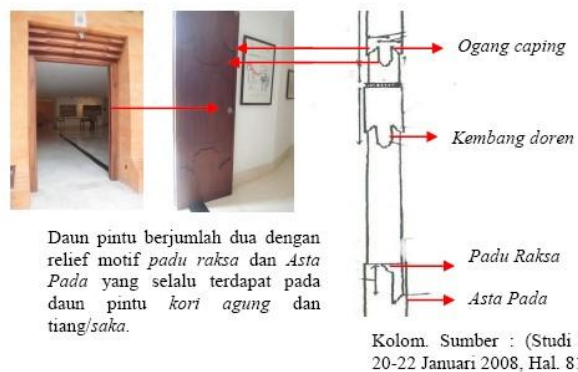 Ogang caping
Kembang doren
Padu Raksa
Asta Pada
Daun pintu berjumlah dua dengan
relief motif padu raksa dan Asta
Pada yang selalu terdapat pada
daun pintu kori agung dan
tiang/saka.
Kolom. Sumber : (Studi
20-22 Januari 2008, Hal. 81